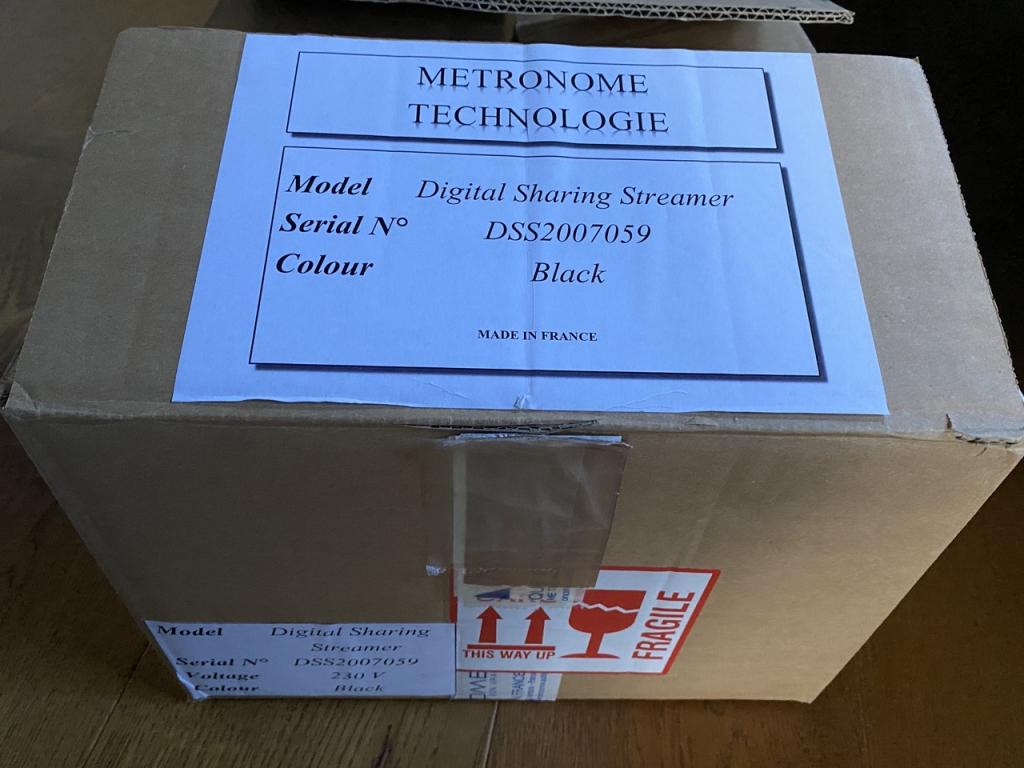 METRONOME
TECHNOLOGIE
Model Digital Sharing Streamer
Serial N° DSS2007059
Colour Black
MADE IN FRANCE
Model Digital Sharing
Streamer
Serial N° DSS2007059
Voltage 230 V
Colour Black
THIS WAY UP
FRAGILE